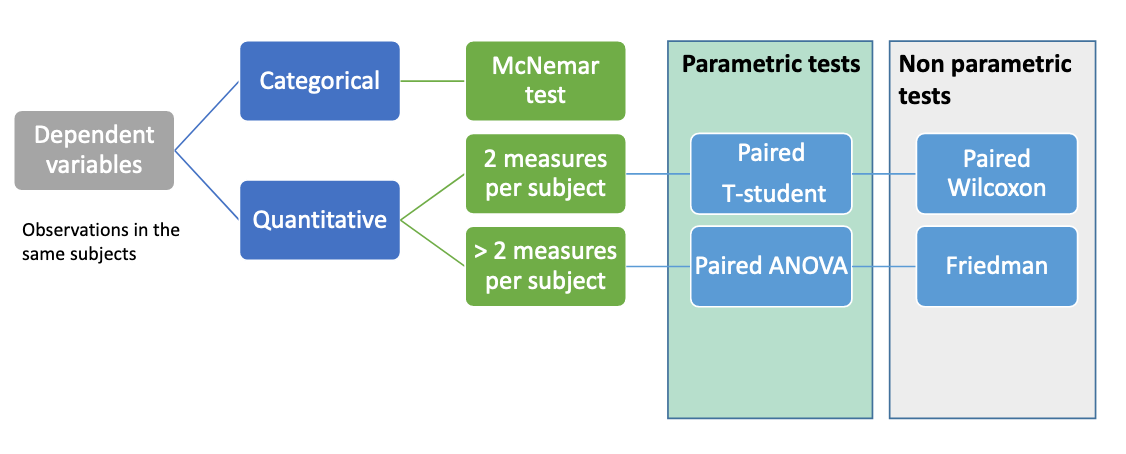 Dependent
variables
Observations in the
same subjects
Categorical
Quantitative
McNemar
test
2 measures
per subject
> 2 measures
per subject
Parametric tests
Paired
T-student
Paired ANOVA
Non parametric
tests
Paired
Wilcoxon
Friedman